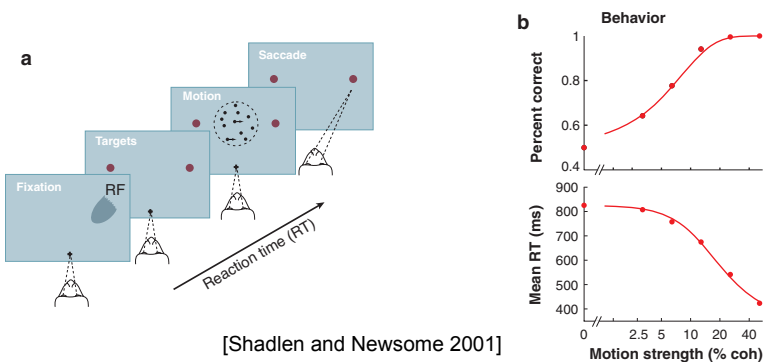 a
Fixation
RF
Targets
Motion
Saccade
Reaction time (RT)
[Shadlen and Newsome 2001]
b
Behavior
Percent correct
1
0.8
0.6
0.4
Mean RT (ms)
900
800
700
600
500
400
0
2.5 5 10 20 40
Motion strength (% coh)